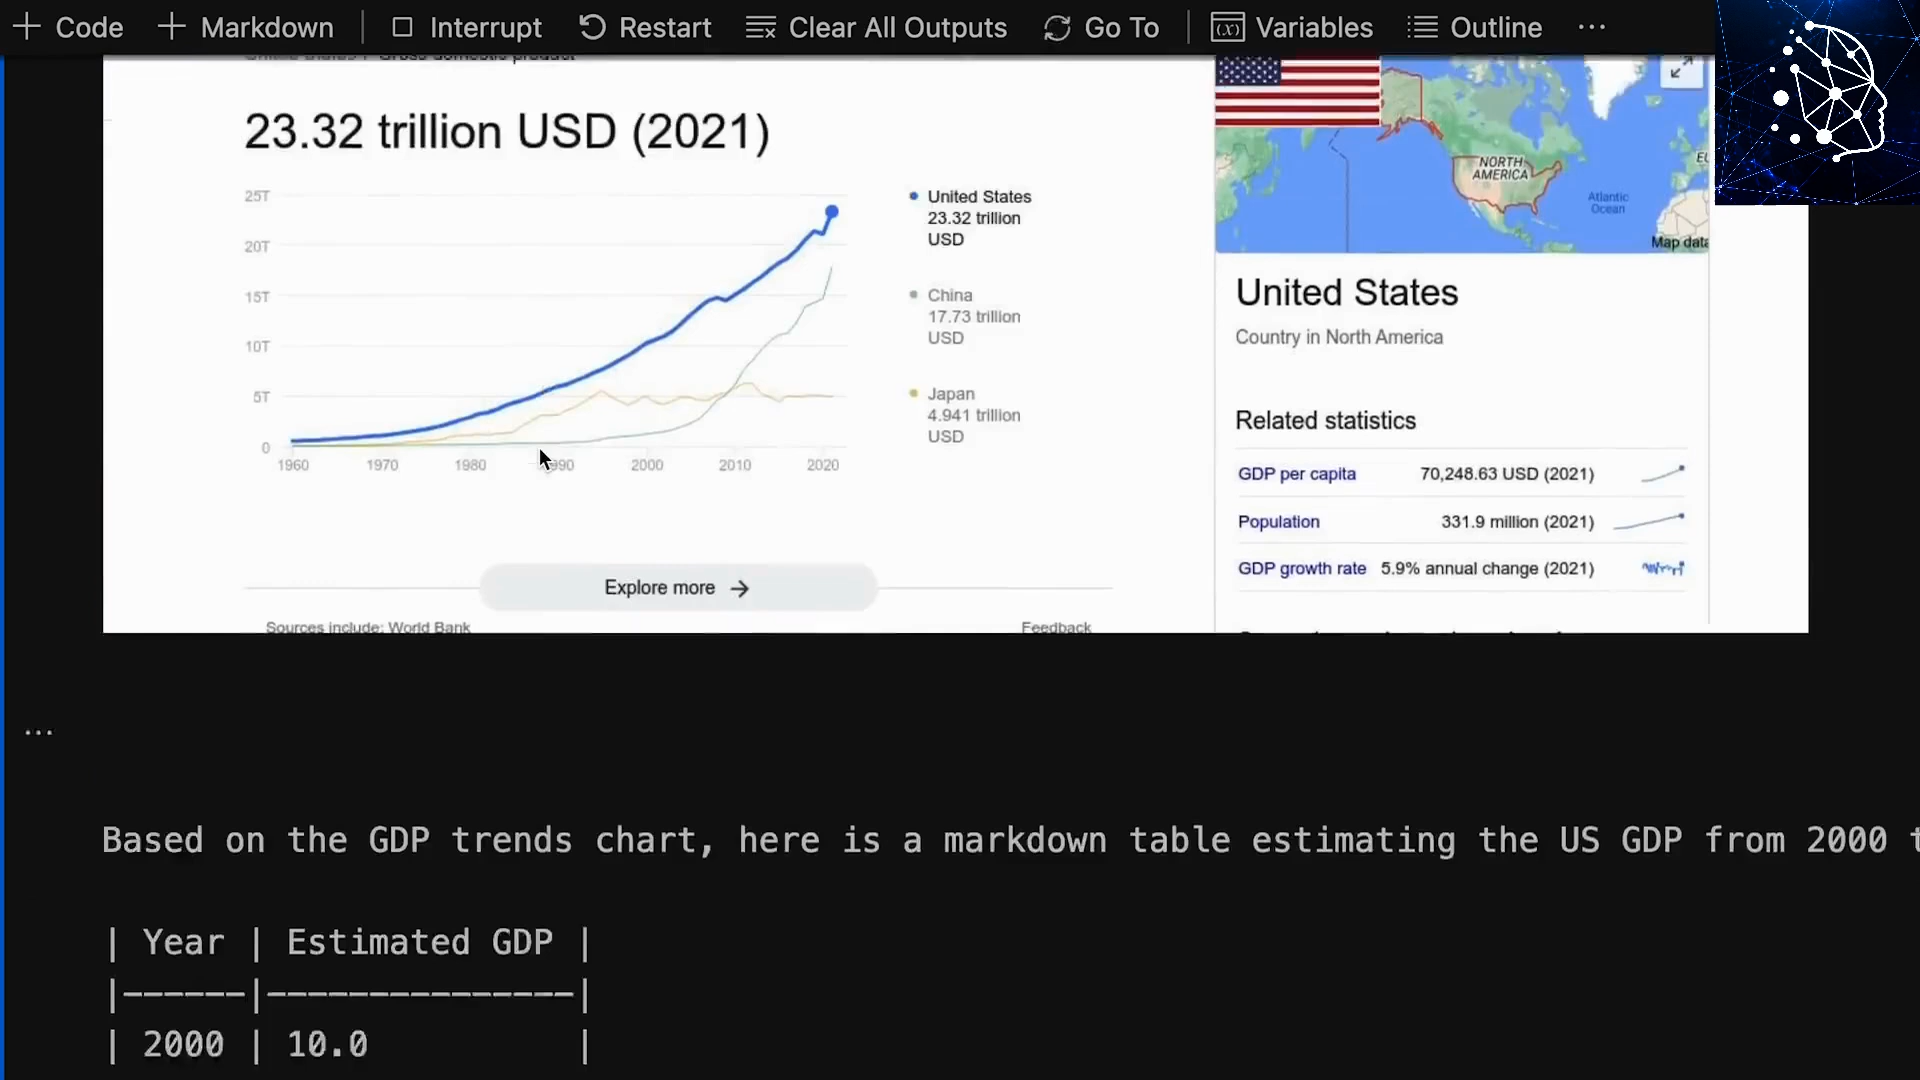 Code
Markdown
Interrupt
Restart
Clear All Outputs
Go To
Variables
Outline
...
23.32 trillion USD (2021)
25T
20T
15T
10T
5T
0
1960
1970
1980
2000
2010
2020
United States
23.32 trillion
USD
China
17.73 trillion
USD
Japan
4.941 trillion
USD
Explore more →
Sources include: World Bank
Feedback
NORTH
AMERICA
Atlantic
Ocean
Map data
United States
Country in North America
Related statistics
GDP per capita 70,248.63 USD (2021)
Population 331.9 million (2021)
GDP growth rate 5.9% annual change (2021)
...
Based on the GDP trends chart, here is a markdown table estimating the US GDP from 2000 t
| Year | Estimated GDP |
|------|---------------|
| 2000 | 10.0 |